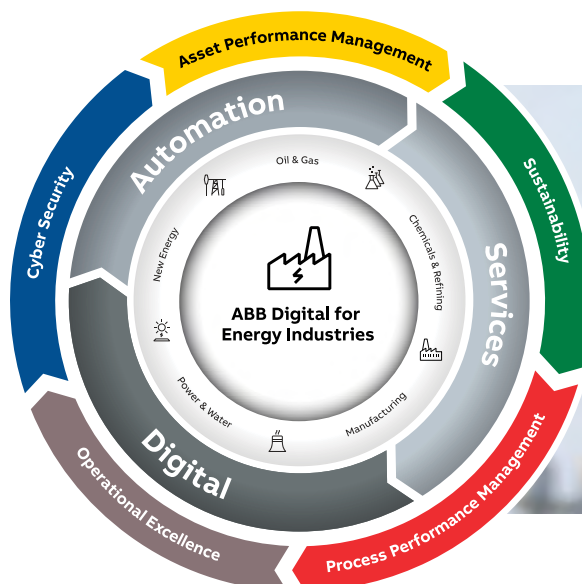 Asset Performance Management
Sustainability
Process Performance Management
Operational Excellence
Cyber Security
Automation
Services
Digital
Oil & Gas
Chemicals & Refining
Manufacturing
Power & Water
New Energy
ABB Digital for
Energy Industries